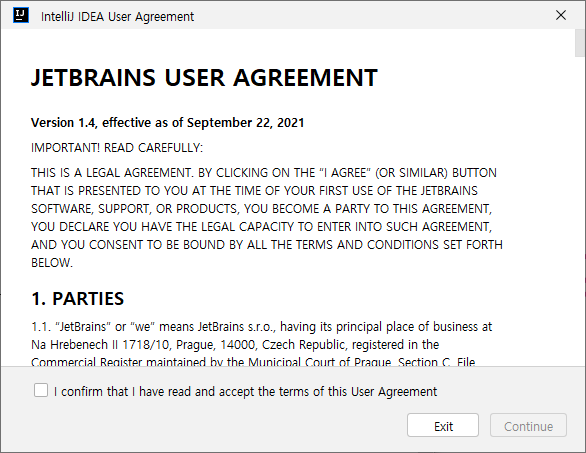 IJ IntelliJ IDEA User Agreement
JETBRAINS USER AGREEMENT
Version 1.4, effective as of September 22, 2021
IMPORTANT! READ CAREFULLY:
THIS IS A LEGAL AGREEMENT. BY CLICKING ON THE “I AGREE” (OR SIMILAR) BUTTON
THAT IS PRESENTED TO YOU AT THE TIME OF YOUR FIRST USE OF THE JETBRAINS
SOFTWARE, SUPPORT, OR PRODUCTS, YOU BECOME A PARTY TO THIS AGREEMENT,
YOU DECLARE YOU HAVE THE LEGAL CAPACITY TO ENTER INTO SUCH AGREEMENT,
AND YOU CONSENT TO BE BOUND BY ALL THE TERMS AND CONDITIONS SET FORTH
BELOW.
1. PARTIES
1.1. “JetBrains” or “we” means JetBrains s.r.o., having its principal place of business at
Na Hrebenech II 1718/10, Prague, 14000, Czech Republic, registered in the
Commercial Register maintained by the Municipal Court of Prague, Section C, File
I confirm that I have read and accept the terms of this User Agreement
Exit Continue